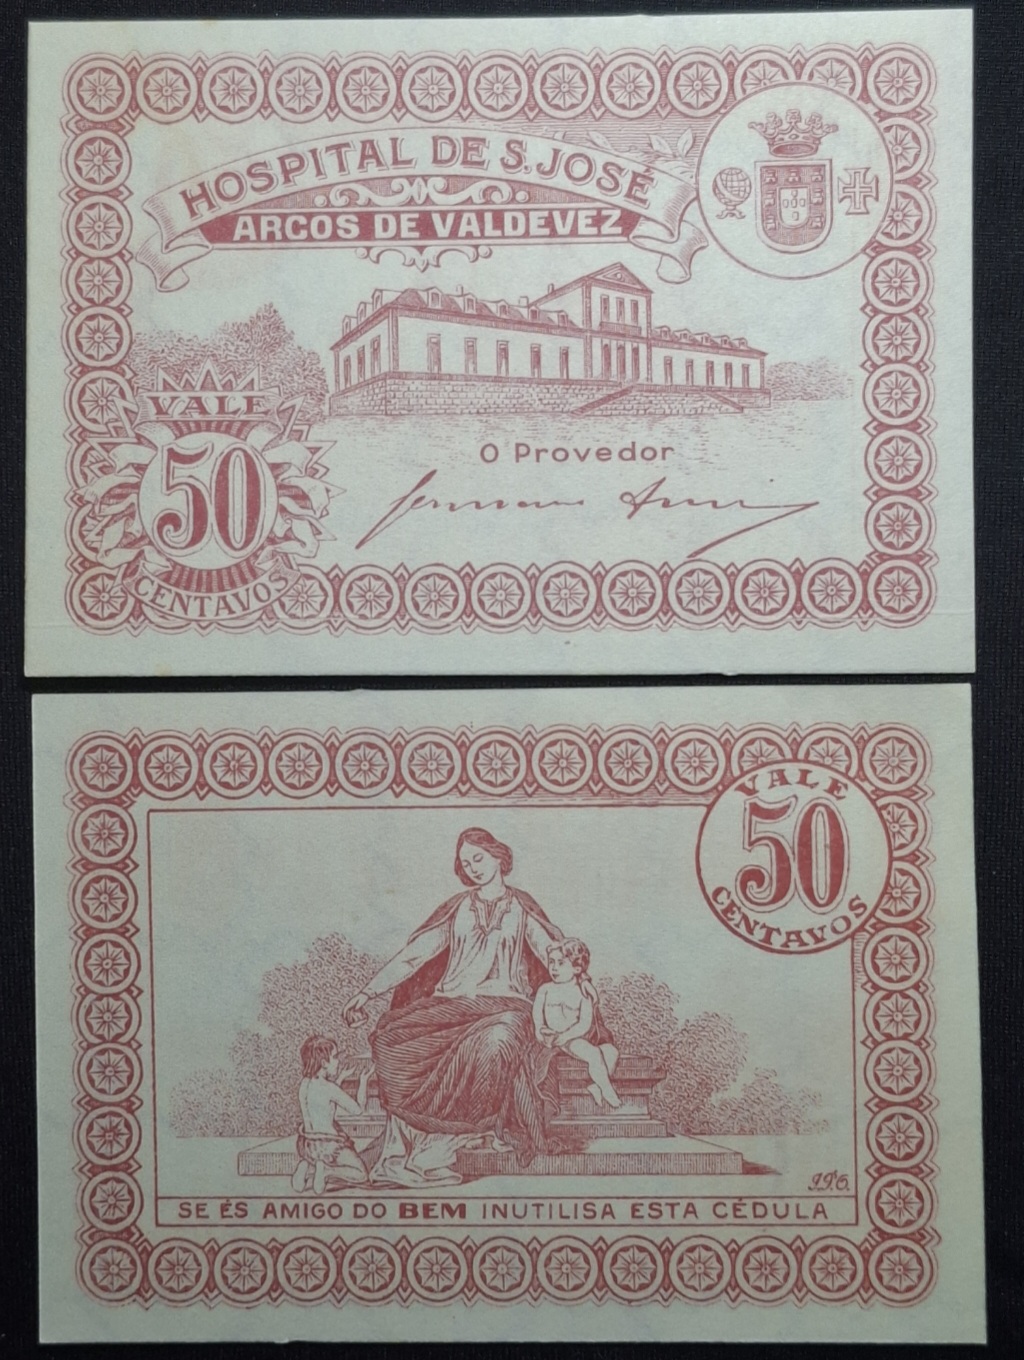 HOSPITAL DE S. JOSÉ
ARCOS DE VALDEVEZ
VALE
50
CENTAVOS
O Provedor
VALE
50
CENTAVOS
J.P.G.
SE ÉS AMIGO DO BEM INUTILISA ESTA CÉDULA